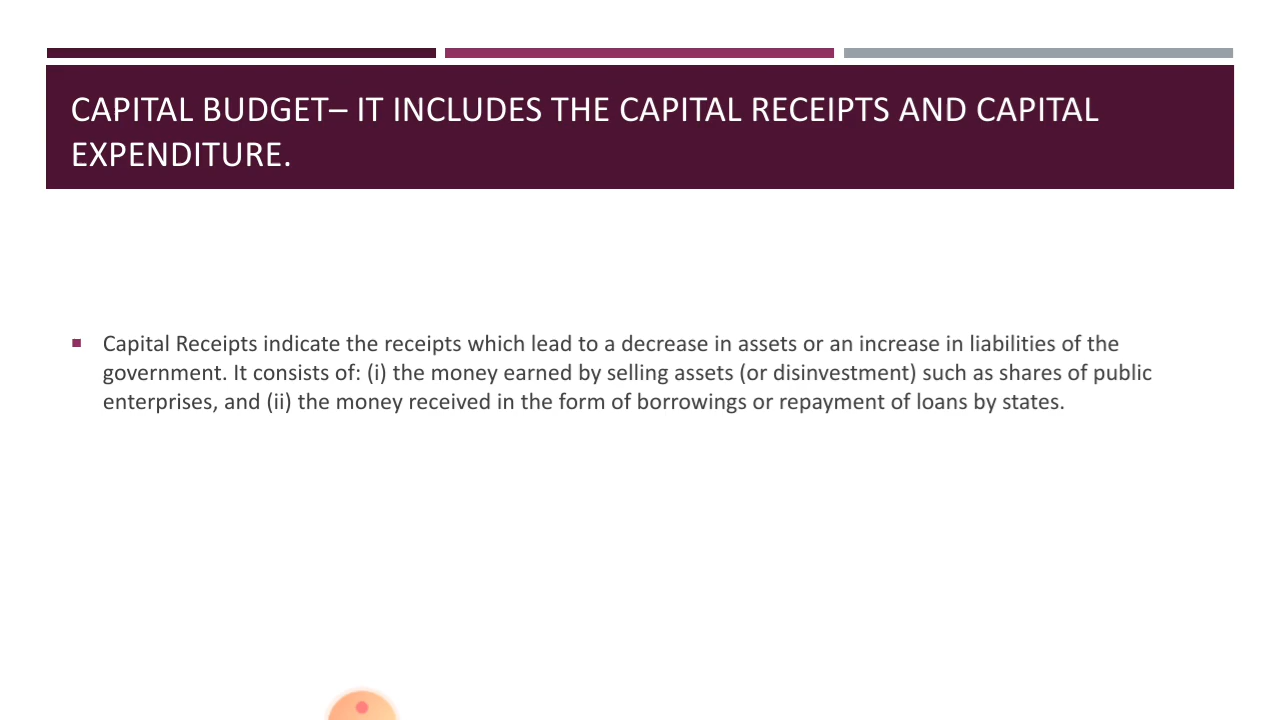 CAPITAL BUDGET– IT INCLUDES THE CAPITAL RECEIPTS AND CAPITAL
EXPENDITURE.
Capital Receipts indicate the receipts which lead to a decrease in assets or an increase in liabilities of the
government. It consists of: (i) the money earned by selling assets (or disinvestment) such as shares of public
enterprises, and (ii) the money received in the form of borrowings or repayment of loans by states.